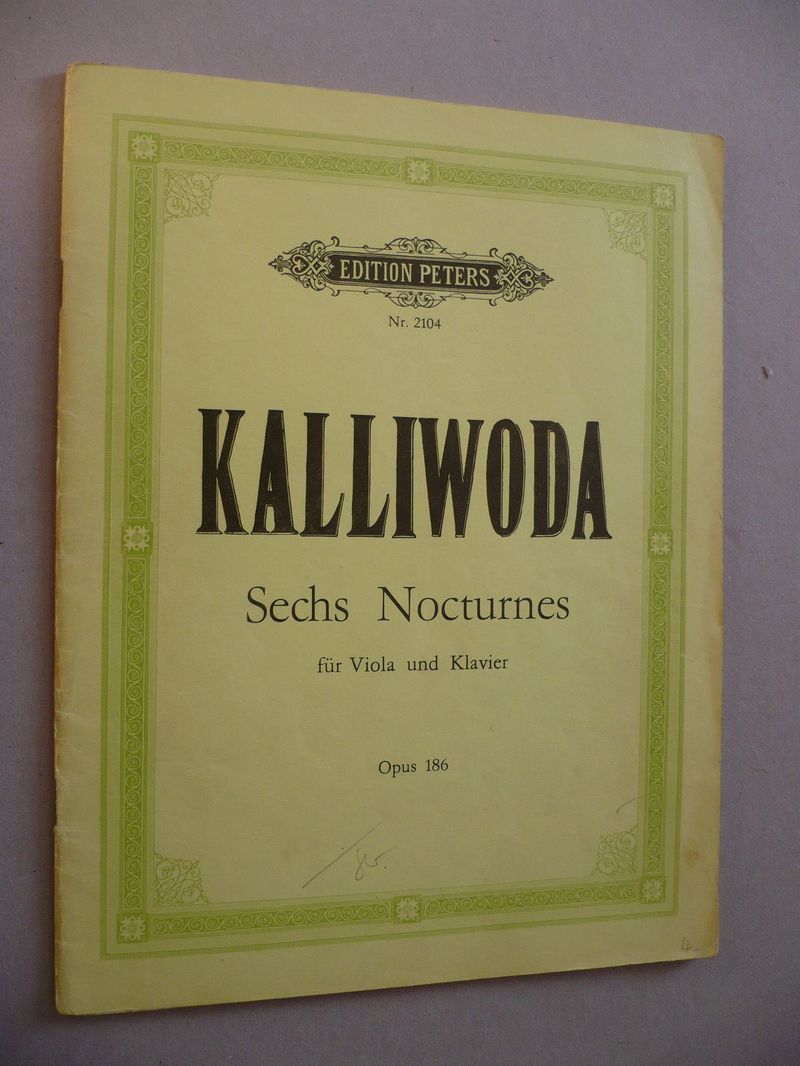 EDITION PETERS
Nr. 2104
KALLIWODA
Sechs Nocturnes
für Viola und Klavier
Opus 186